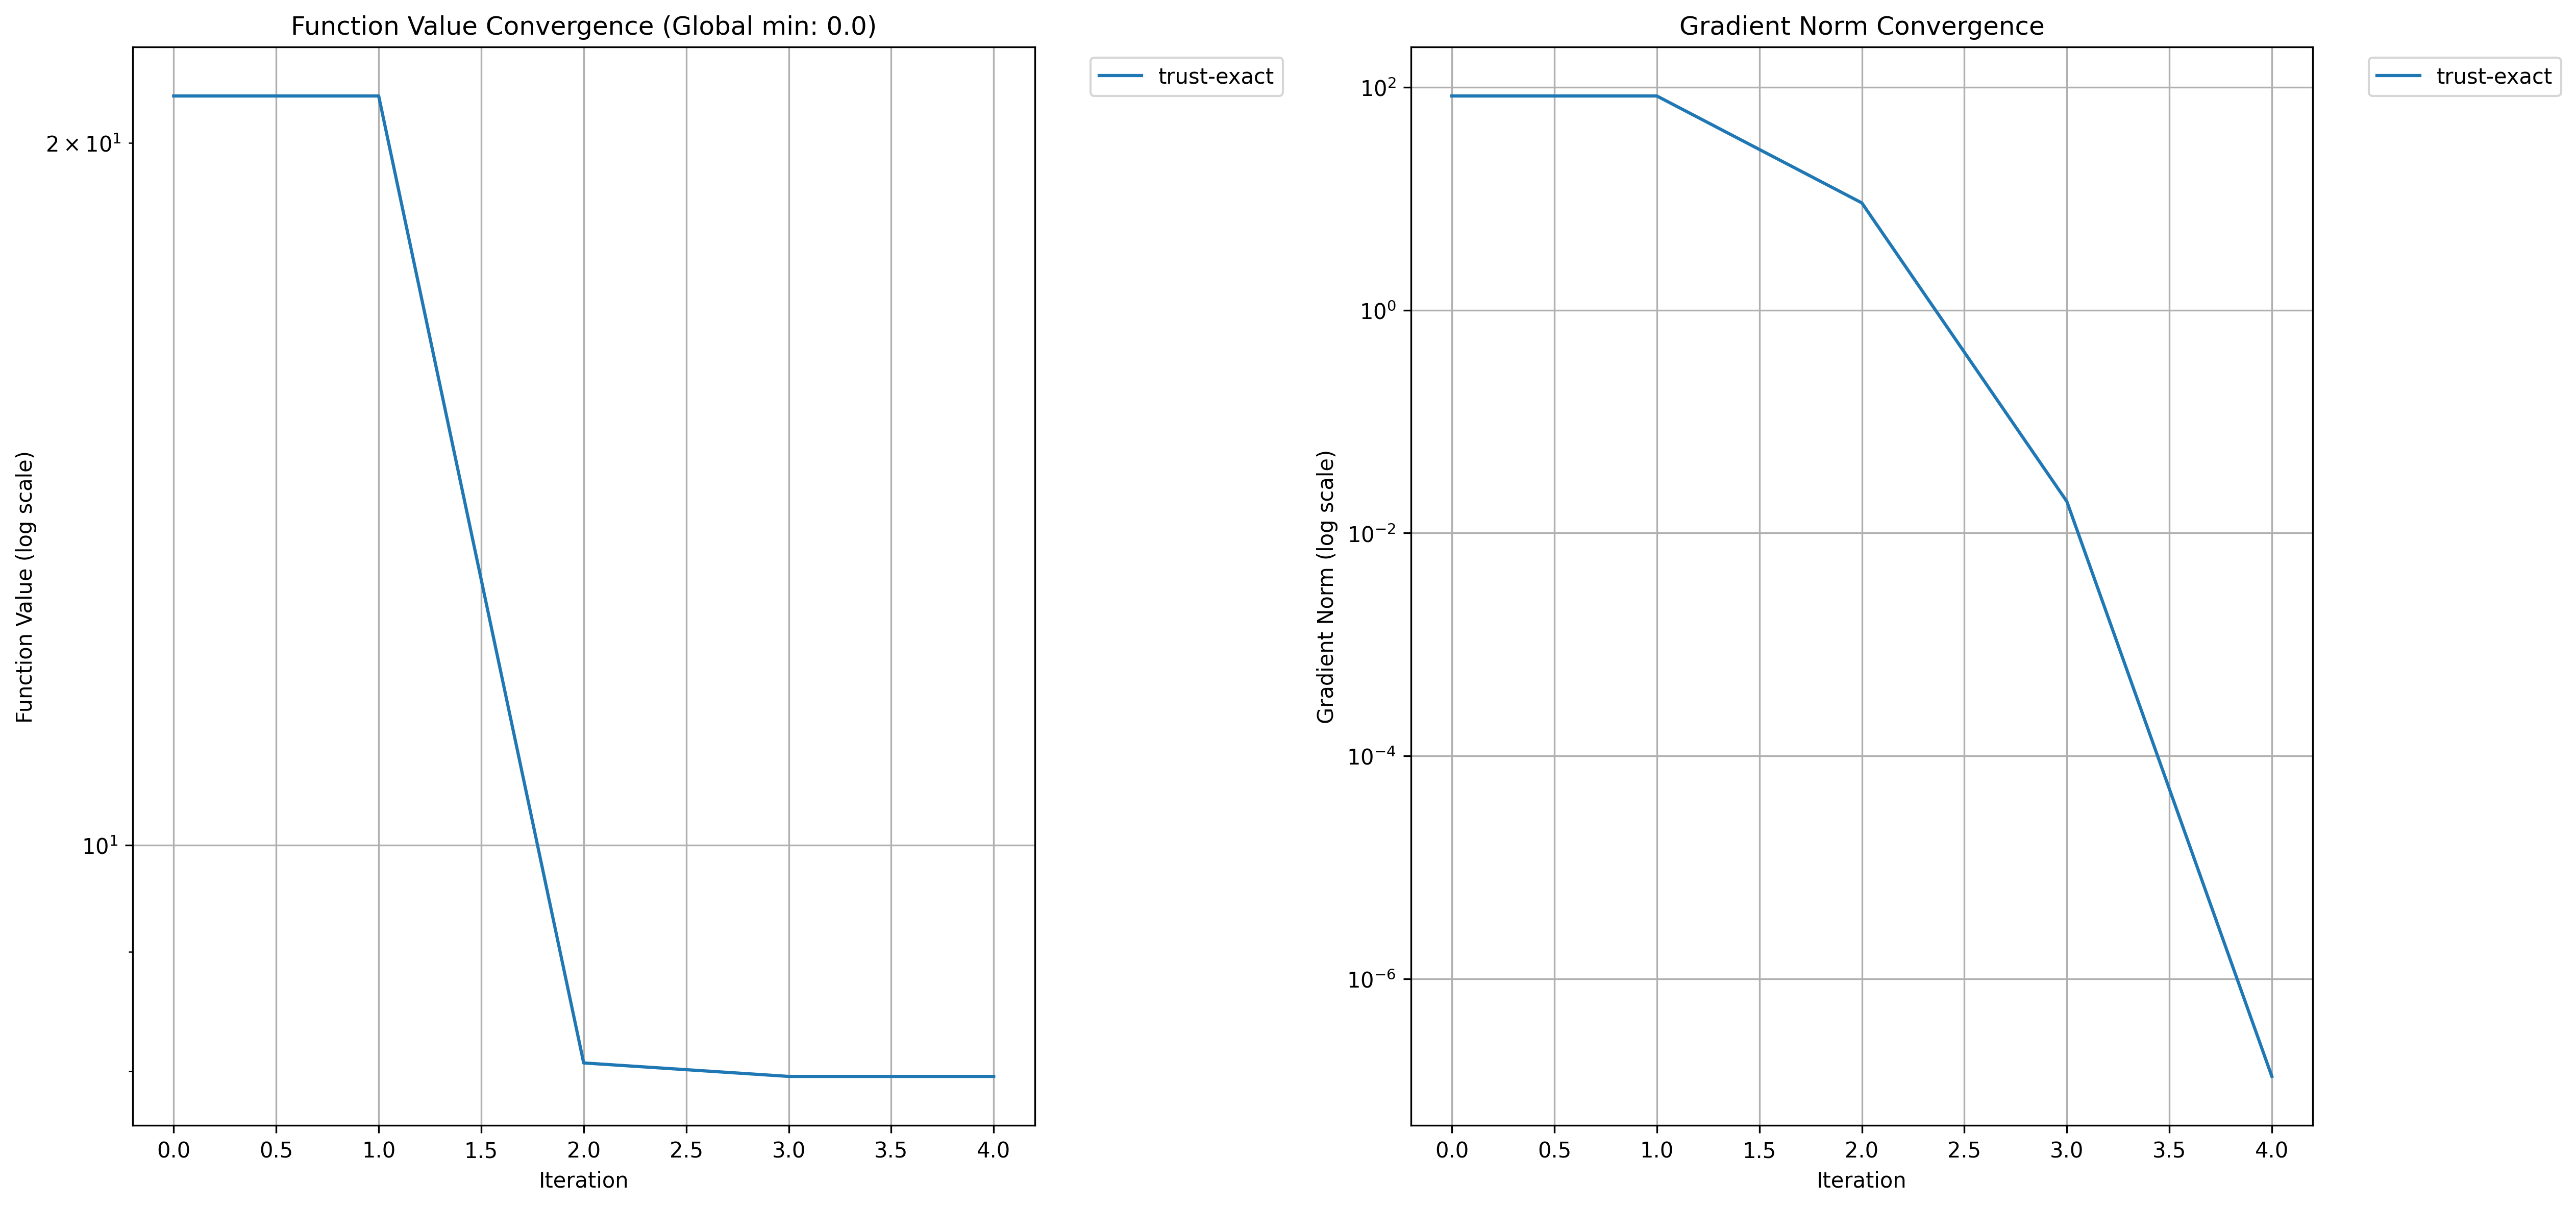 Function Value Convergence (Global min: 0.0)
trust-exact
2 × 10¹
10¹
Function Value (log scale)
0.0 0.5 1.0 1.5 2.0 2.5 3.0 3.5 4.0
Iteration
Gradient Norm Convergence
trust-exact
10²
10⁰
10⁻²
10⁻⁴
10⁻⁶
Gradient Norm (log scale)
0.0 0.5 1.0 1.5 2.0 2.5 3.0 3.5 4.0
Iteration